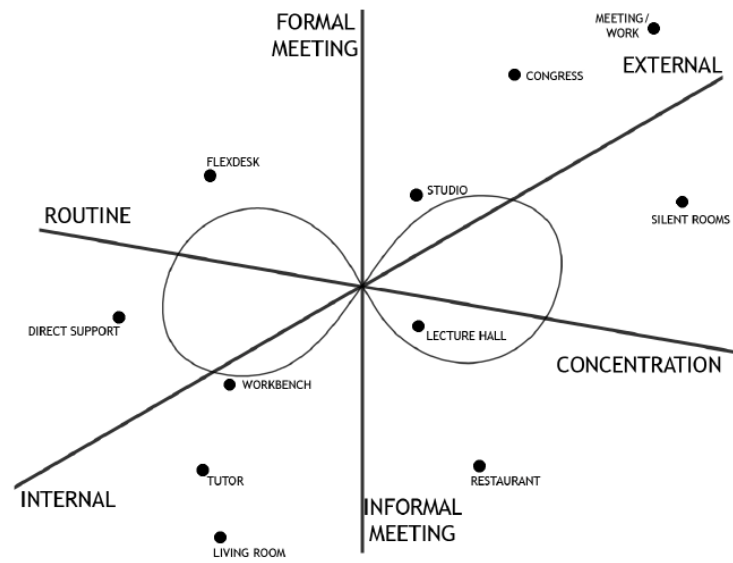 FORMAL
MEETING
MEETING/
WORK
EXTERNAL
CONGRESS
FLEXDESK
STUDIO
ROUTINE
SILENT ROOMS
DIRECT SUPPORT
LECTURE HALL
CONCENTRATION
WORKBENCH
INTERNAL
TUTOR
RESTAURANT
INFORMAL
MEETING
LIVING ROOM